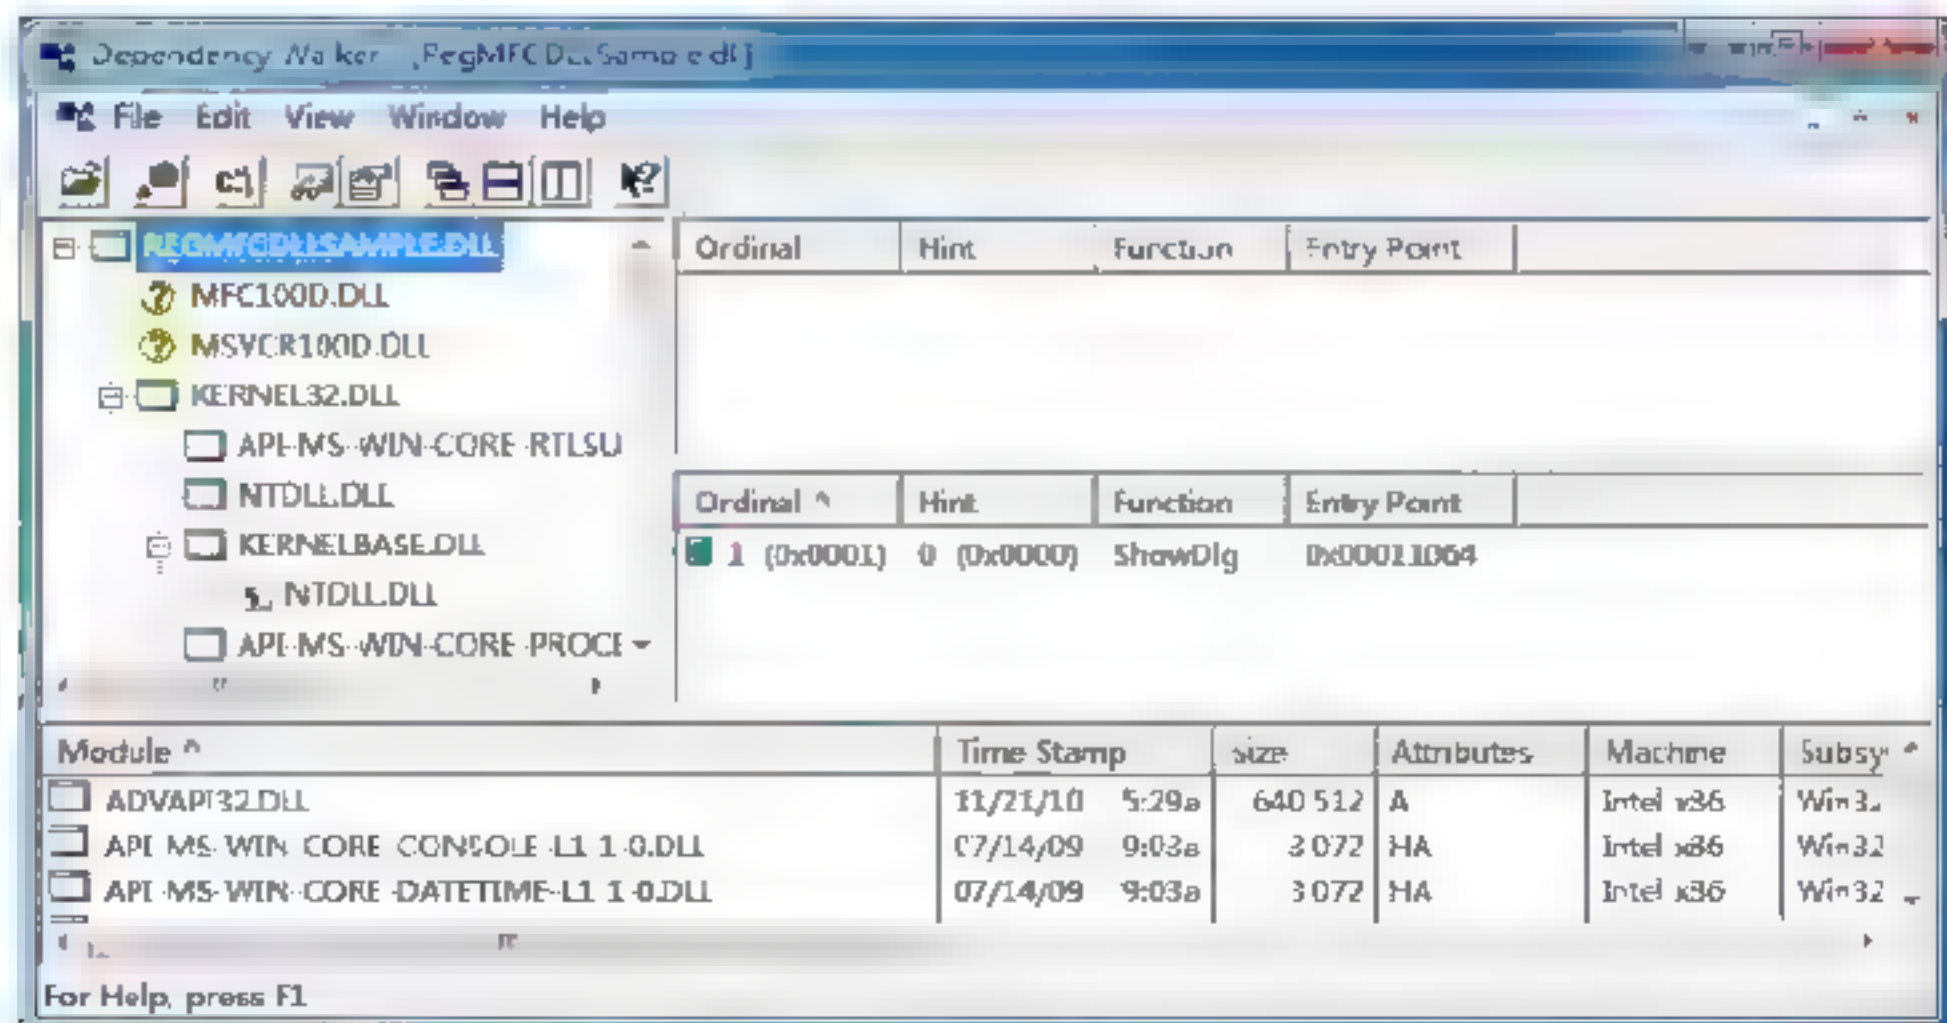 Dependency Walker - [RegMFCDLLSample.dll]
File Edit View Window Help
REGMFCDLLSAMPLE.DLL
MFC100D.DLL
MSVCR100D.DLL
KERNEL32.DLL
API-MS-WIN-CORE-RTLSU
NTDLL.DLL
KERNELBASE.DLL
NTDLL.DLL
API-MS-WIN-CORE-PROCE
Ordinal Hint Function Entry Point
Ordinal ^ Hint Function Entry Point
1 (0x0001) 0 (0x0000) ShowDlg 0x00011064
Module ^ Time Stamp Size Attributes Machine Subsy
ADVAPI32.DLL 11/21/10 5:29a 640 512 A Intel x86 Win32
API-MS-WIN-CORE-CONSOLE-L1-1-0.DLL 07/14/09 9:03a 3 072 HA Intel x86 Win32
API-MS-WIN-CORE-DATETIME-L1-1-0.DLL 07/14/09 9:03a 3 072 HA Intel x86 Win32
For Help, press F1